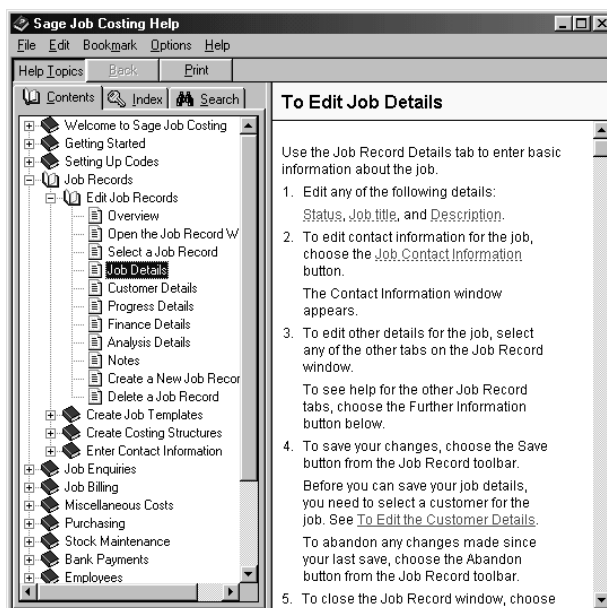 Sage Job Costing Help
File Edit Bookmark Options Help
Help Topics Back Print
Contents Index Search
Welcome to Sage Job Costing
Getting Started
Setting Up Codes
Job Records
Edit Job Records
Overview
Open the Job Record W
Select a Job Record
Job Details
Customer Details
Progress Details
Finance Details
Analysis Details
Notes
Create a New Job Recor
Delete a Job Record
Create Job Templates
Create Costing Structures
Enter Contact Information
Job Enquiries
Job Billing
Miscellaneous Costs
Purchasing
Stock Maintenance
Bank Payments
Employees
To Edit Job Details
Use the Job Record Details tab to enter basic
information about the job.
1. Edit any of the following details:
Status, Job title, and Description.
2. To edit contact information for the job,
choose the Job Contact Information
button.
The Contact Information window
appears.
3. To edit other details for the job, select
any of the other tabs on the Job Record
window.
To see help for the other Job Record
tabs, choose the Further Information
button below.
4. To save your changes, choose the Save
button from the Job Record toolbar.
Before you can save your job details,
you need to select a customer for the
job. See To Edit the Customer Details.
To abandon any changes made since
your last save, choose the Abandon
button from the Job Record toolbar.
5. To close the Job Record window, choose